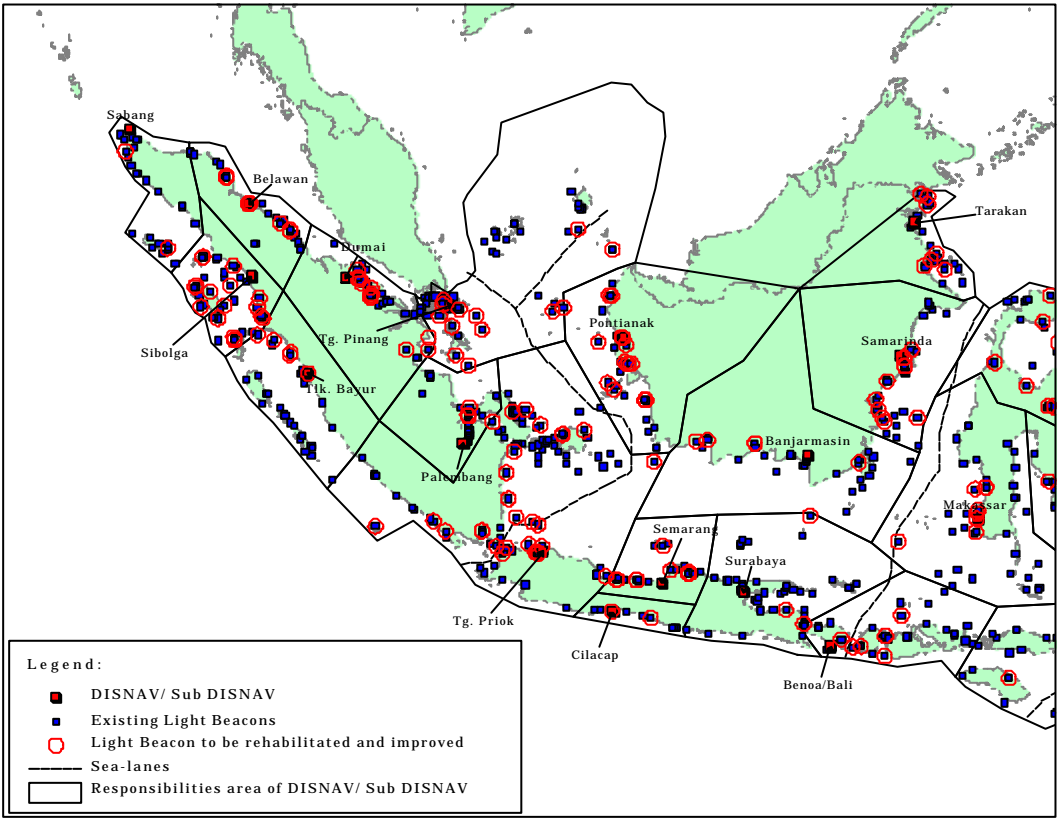 Sabang
Belawan
Tarakan
Dumai
Pontianak
Tg. Pinang
Samarinda
Sibolga
Tlk. Bayur
Banjarmasin
Palembang
Makassar
Semarang
Surabaya
Tg. Priok
Cilacap
Benoa/Bali
Legend:
DISNAV/ Sub DISNAV
Existing Light Beacons
Light Beacon to be rehabilitated and improved
Sea-lanes
Responsibilities area of DISNAV/ Sub DISNAV